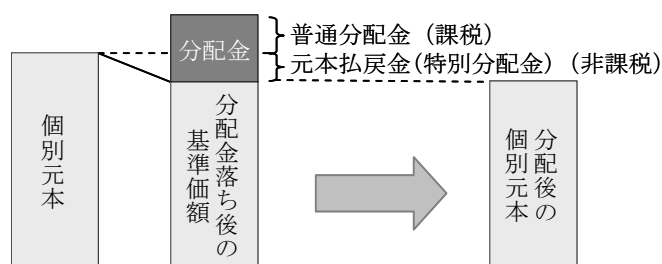 分配金
普通分配金（課税）
元本払戻金(特別分配金)（非課税）
個別元本
分配金落ち後の
基準価額
分配後の
個別元本